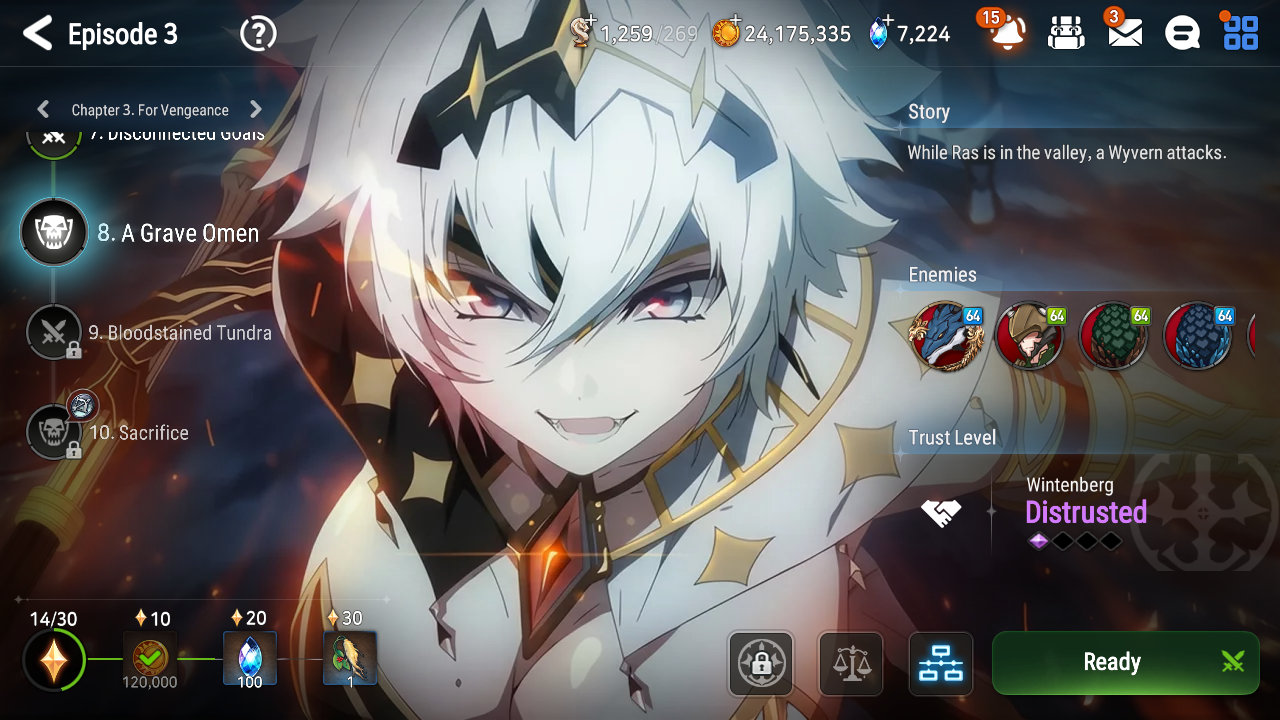 Episode 3
?
1,259/269
24,175,335
7,224
15
3
Chapter 3. For Vengeance
7. Disconnected Goals
8. A Grave Omen
9. Bloodstained Tundra
10. Sacrifice
Story
While Ras is in the valley, a Wyvern attacks.
Enemies
64
64
64
64
Trust Level
Wintenberg
Distrusted
14/30
10
20
30
120,000
100
1
Ready